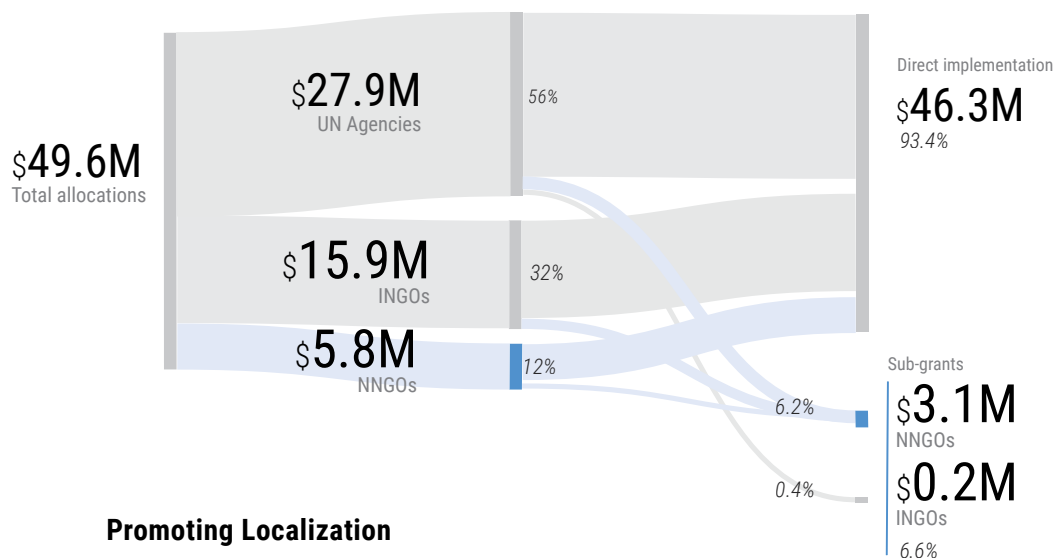 $49.6M
Total allocations
$27.9M
UN Agencies
56%
$15.9M
INGOs
32%
$5.8M
NNGOs
12%
Direct implementation
$46.3M
93.4%
Sub-grants
6.2%
$3.1M
NNGOs
0.4%
$0.2M
INGOs
6.6%
Promoting Localization